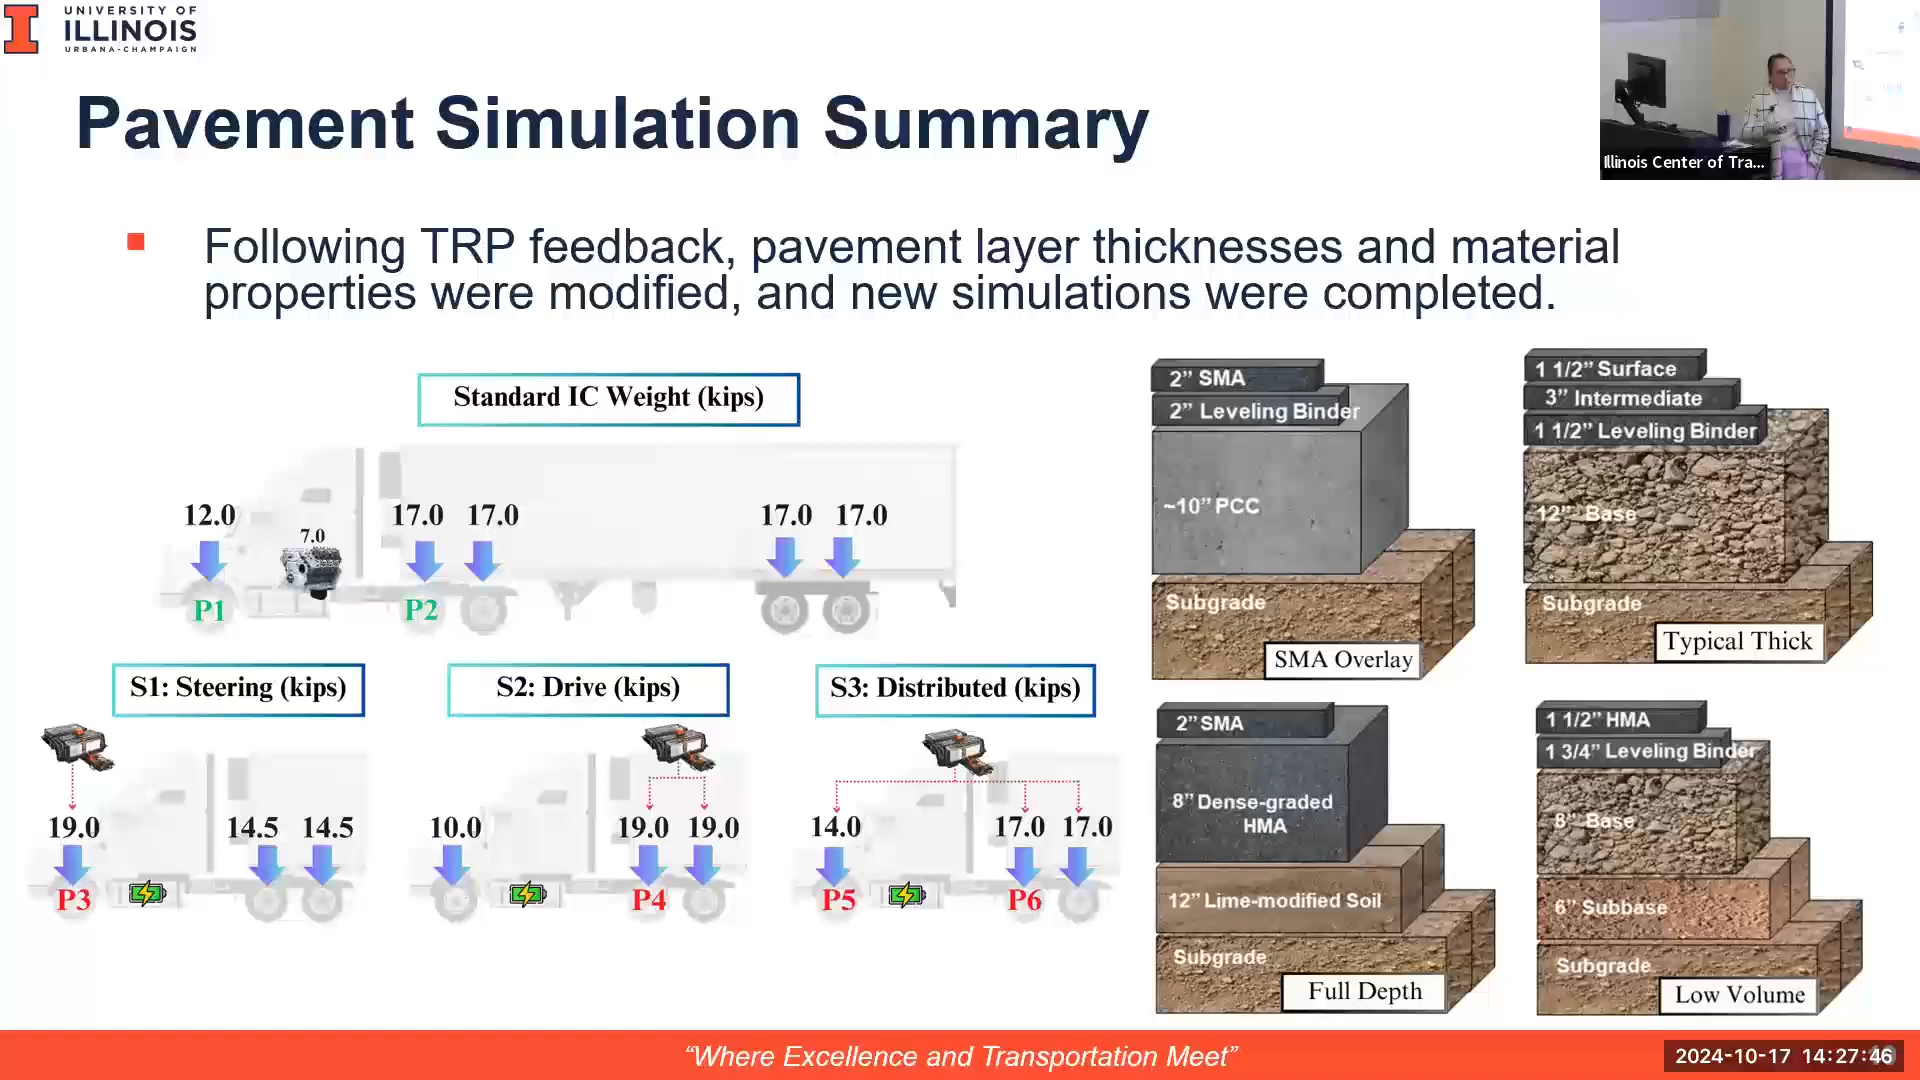 UNIVERSITY OF
ILLINOIS
URBANA-CHAMPAIGN
Illinois Center of Tra...
Pavement Simulation Summary
Following TRP feedback, pavement layer thicknesses and material
properties were modified, and new simulations were completed.
Standard IC Weight (kips)
12.0
7.0
17.0 17.0
17.0 17.0
P1
P2
S1: Steering (kips)
19.0
14.5 14.5
P3
S2: Drive (kips)
10.0
19.0 19.0
P4
S3: Distributed (kips)
14.0
17.0 17.0
P5
P6
2” SMA
2” Leveling Binder
~10” PCC
Subgrade
SMA Overlay
1 1/2” Surface
3” Intermediate
1 1/2” Leveling Binder
12” Base
Subgrade
Typical Thick
2” SMA
8” Dense-graded
HMA
12” Lime-modified Soil
Subgrade
Full Depth
1 1/2” HMA
1 3/4” Leveling Binder
8” Base
6” Subbase
Subgrade
Low Volume
“Where Excellence and Transportation Meet”
2024-10-17 14:27:46